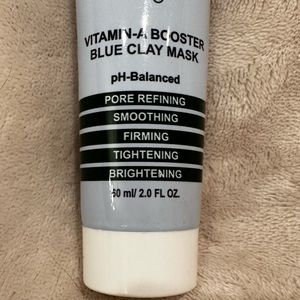 VITAMIN-A BOOSTER
BLUE CLAY MASK
pH-Balanced
PORE REFINING
SMOOTHING
FIRMING
TIGHTENING
BRIGHTENING
60 ml/ 2.0 FL OZ.